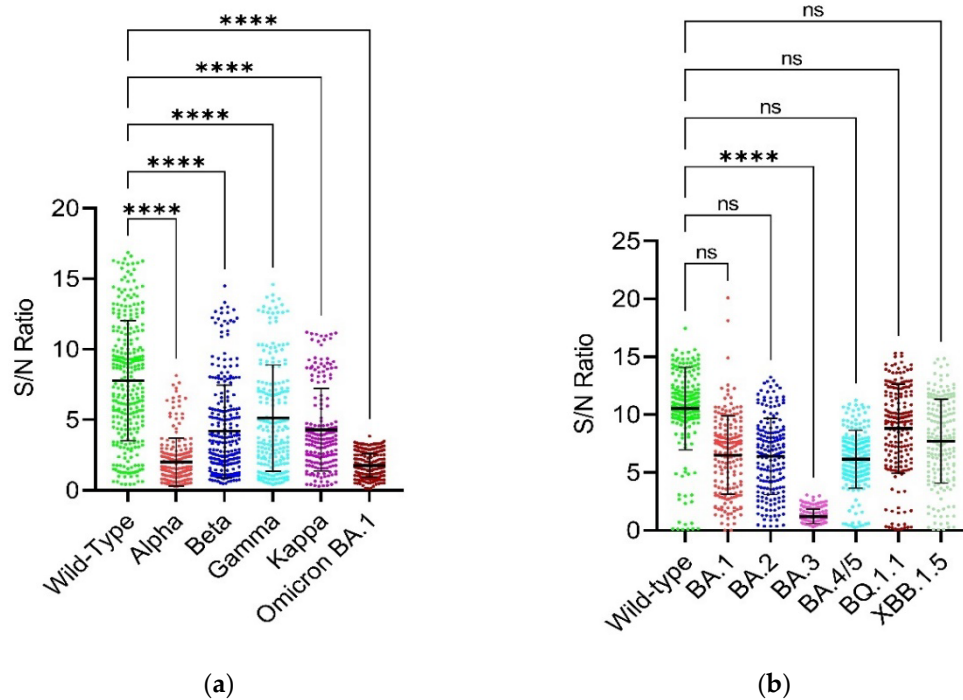 ****
****
****
****
****
S/N Ratio
20
15
10
5
0
Wild-Type
Alpha
Beta
Gamma
Kappa
Omicron BA.1
(a)
ns
ns
ns
****
ns
ns
S/N Ratio
25
20
15
10
5
0
Wild-type
BA.1
BA.2
BA.3
BA.4/5
BQ.1.1
XBB.1.5
(b)